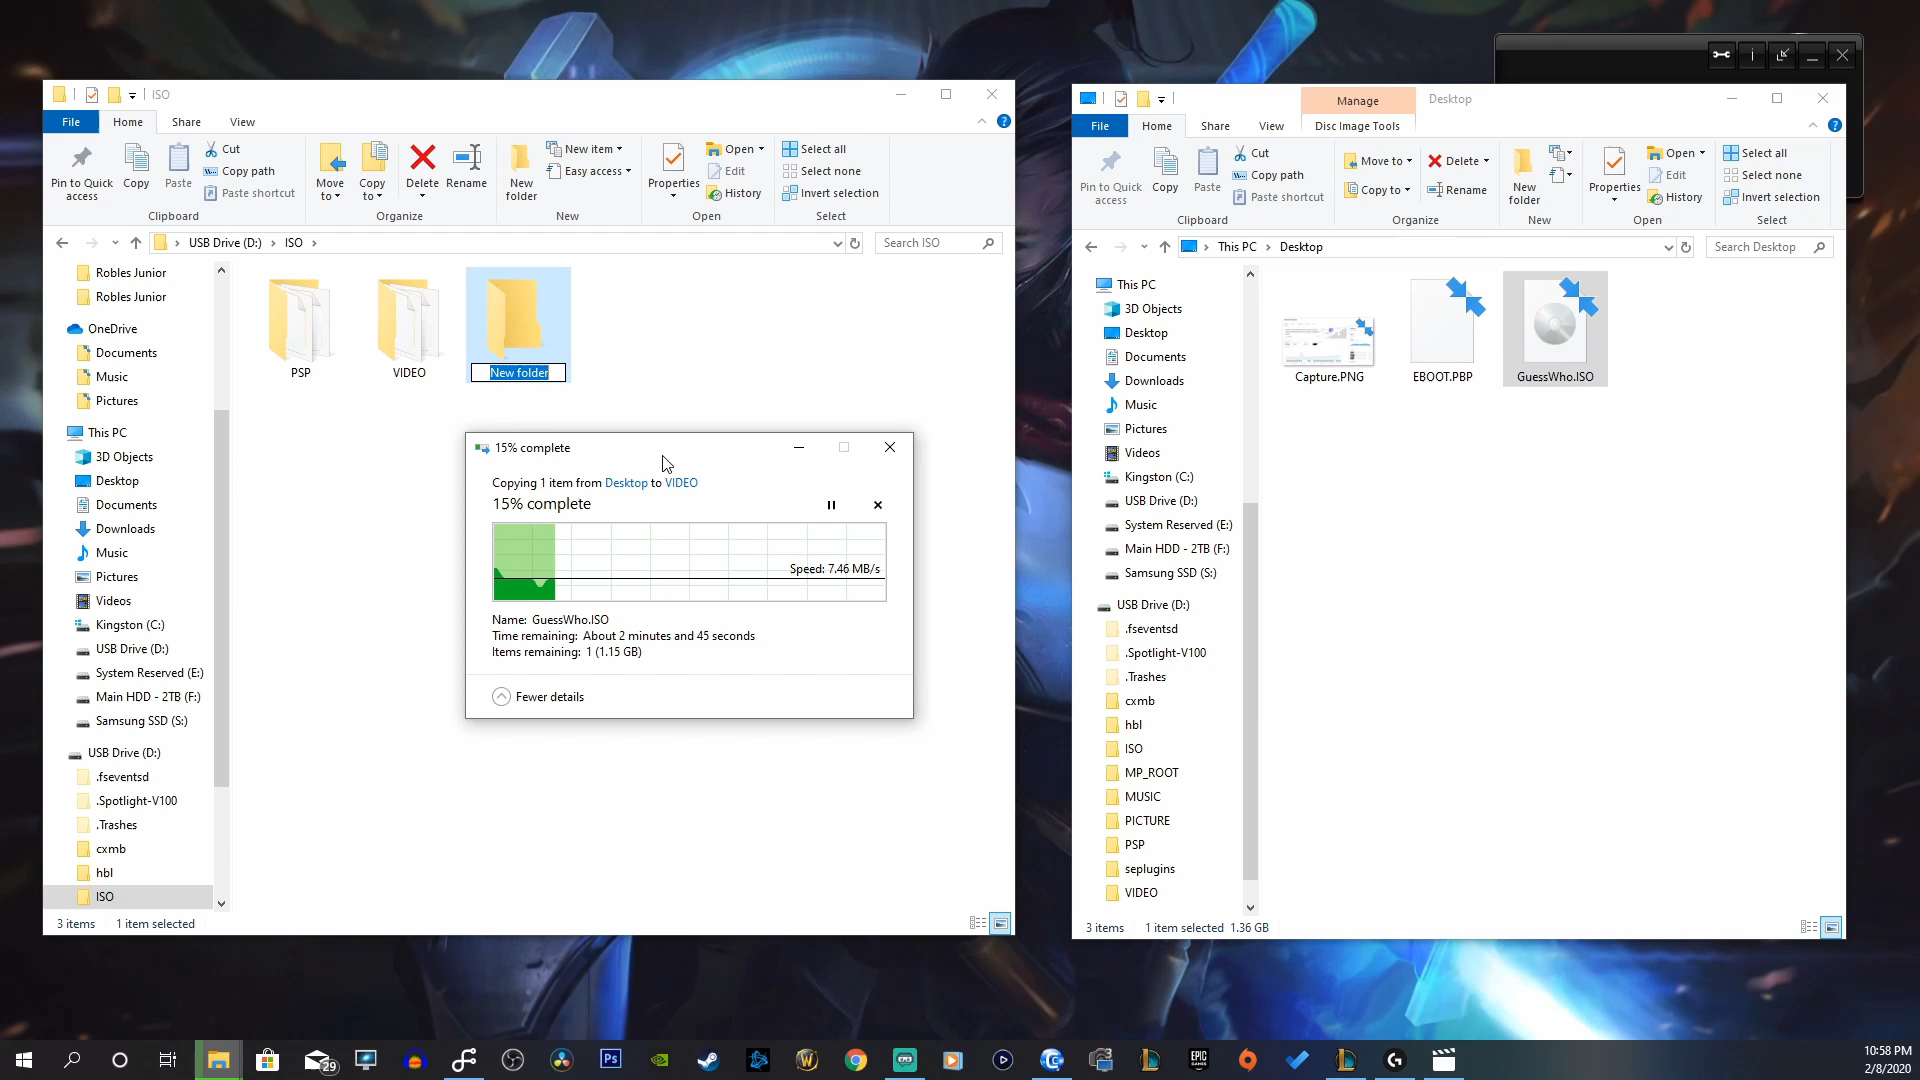 ISO
File
Home
Share
View
Pin to Quick access
Copy
Paste
Cut
Copy path
Paste shortcut
Clipboard
Move to
Copy to
Delete
Rename
Organize
New folder
New item
Easy access
New
Properties
Open
Edit
History
Open
Select all
Select none
Invert selection
Select
USB Drive (D:)
ISO
Search ISO
Robles Junior
Robles Junior
OneDrive
Documents
Music
Pictures
This PC
3D Objects
Desktop
Documents
Downloads
Music
Pictures
Videos
Kingston (C:)
USB Drive (D:)
System Reserved (E:)
Main HDD - 2TB (F:)
Samsung SSD (S:)
USB Drive (D:)
.fseventsd
.Spotlight-V100
.Trashes
cxmb
hbl
ISO
PSP
VIDEO
New folder
3 items
1 item selected
15% complete
Copying 1 item from Desktop to VIDEO
15% complete
Speed: 7.46 MB/s
Name: GuessWho.ISO
Time remaining: About 2 minutes and 45 seconds
Items remaining: 1 (1.15 GB)
Fewer details
Manage
Desktop
File
Home
Share
View
Disc Image Tools
Pin to Quick access
Copy
Paste
Cut
Copy path
Paste shortcut
Clipboard
Move to
Copy to
Delete
Rename
Organize
New folder
New
Properties
Open
Edit
History
Open
Select all
Select none
Invert selection
Select
This PC
Desktop
Search Desktop
This PC
3D Objects
Desktop
Documents
Downloads
Music
Pictures
Videos
Kingston (C:)
USB Drive (D:)
System Reserved (E:)
Main HDD - 2TB (F:)
Samsung SSD (S:)
USB Drive (D:)
.fseventsd
.Spotlight-V100
.Trashes
cxmb
hbl
ISO
MP_ROOT
MUSIC
PICTURE
PSP
seplugins
VIDEO
Capture.PNG
EBOOT.PBP
GuessWho.ISO
3 items
1 item selected 1.36 GB
29
Ps
EPIC
GAMES
10:58 PM
2/8/2020